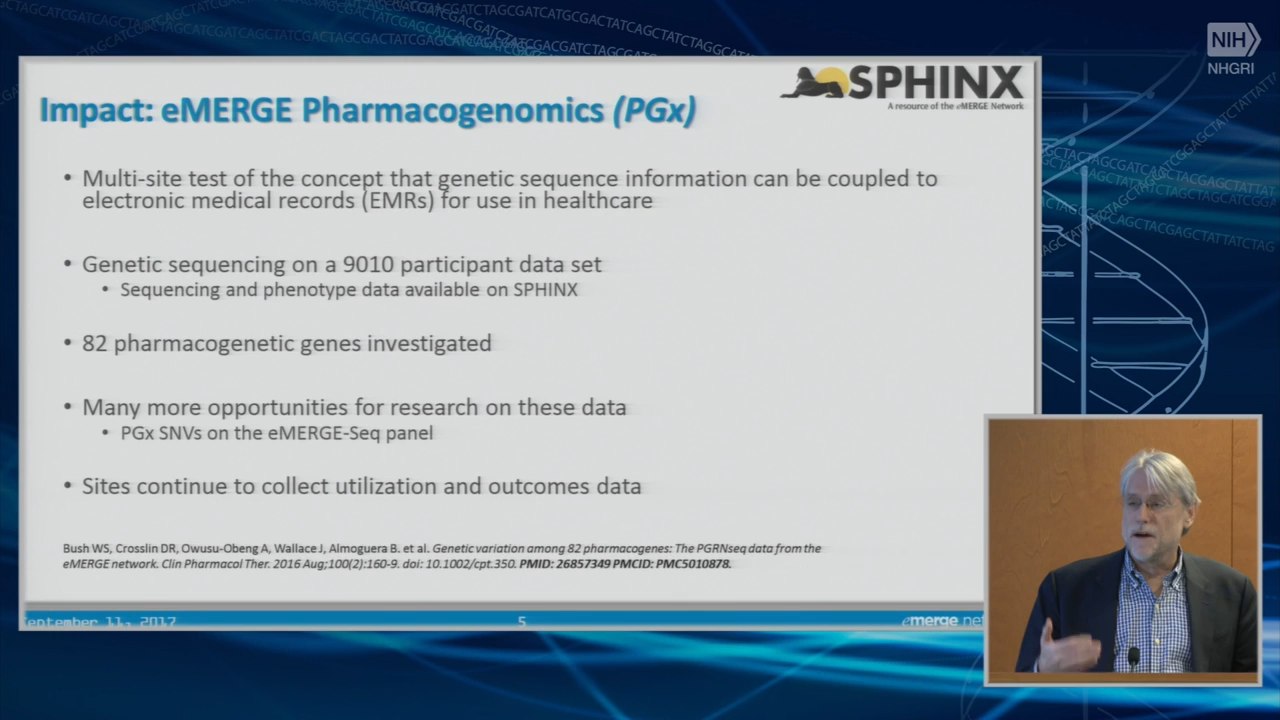 NIH
NHGRI
SPHINX
A resource of the eMERGE Network
Impact: eMERGE Pharmacogenomics (PGx)
• Multi-site test of the concept that genetic sequence information can be coupled to
electronic medical records (EMRs) for use in healthcare
• Genetic sequencing on a 9010 participant data set
• Sequencing and phenotype data available on SPHINX
• 82 pharmacogenetic genes investigated
• Many more opportunities for research on these data
• PGx SNVs on the eMERGE-Seq panel
• Sites continue to collect utilization and outcomes data
Bush WS, Crosslin DR, Owusu-Obeng A, Wallace J, Almoguera B. et al. Genetic variation among 82 pharmacogenes: The PGRNseq data from the
eMERGE network. Clin Pharmacol Ther. 2016 Aug;100(2):160-9. doi: 10.1002/cpt.350. PMID: 26857349 PMCID: PMC5010878.
eptember 11, 2017
5
emerge net